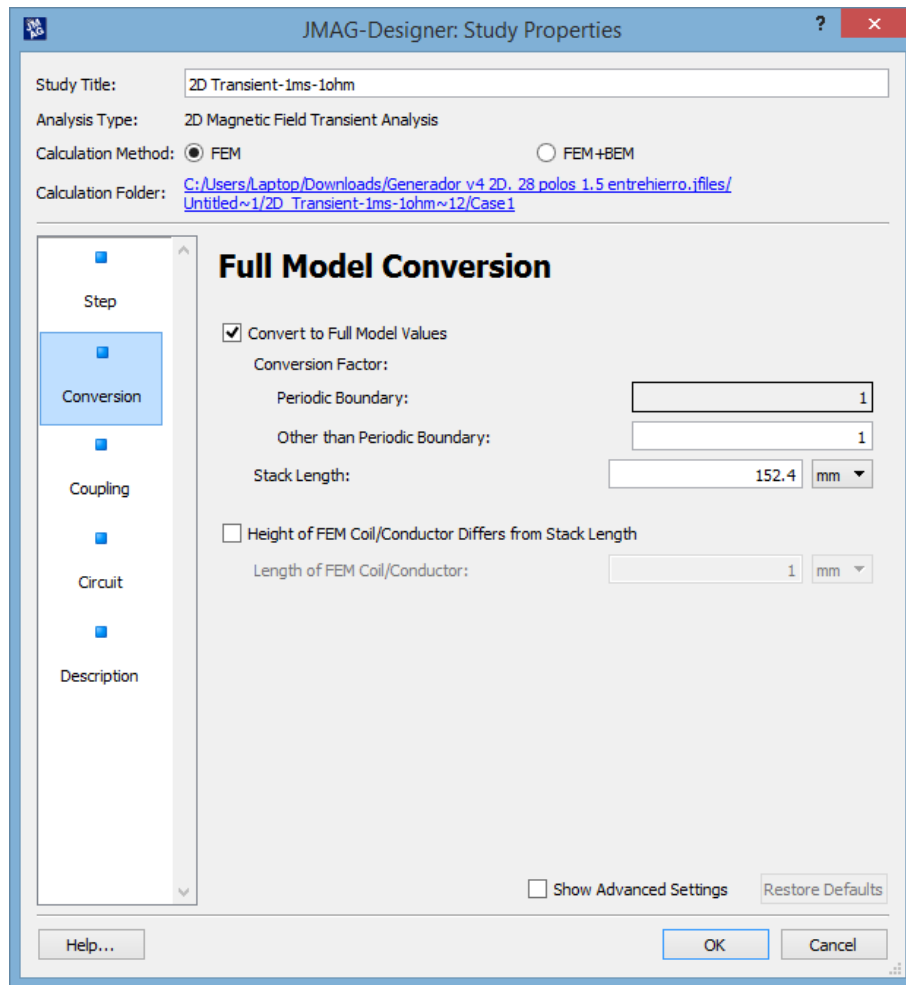 JMAG-Designer: Study Properties
?
×
JM
AG
Study Title:
2D Transient-1ms-1ohm
Analysis Type:
2D Magnetic Field Transient Analysis
Calculation Method:
FEM
FEM+BEM
Calculation Folder:
C:/Users/Laptop/Downloads/Generador v4 2D. 28 polos 1.5 entrehierro.jfiles/
Untitled~1/2D_Transient-1ms-1ohm~12/Case1
Step
Conversion
Coupling
Circuit
Description
Full Model Conversion
Convert to Full Model Values
Conversion Factor:
Periodic Boundary:
1
Other than Periodic Boundary:
1
Stack Length:
152.4
mm
Height of FEM Coil/Conductor Differs from Stack Length
Length of FEM Coil/Conductor:
1
mm
Show Advanced Settings
Restore Defaults
Help...
OK
Cancel